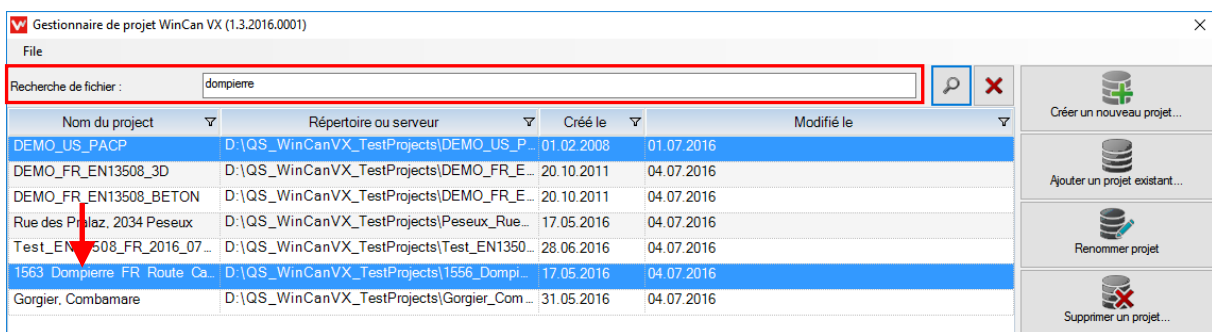 Gestionnaire de projet WinCan VX (1.3.2016.0001)
File
Recherche de fichier : dompierre
Nom du project Répertoire ou serveur Créé le Modifié le
DEMO_US_PACP D:\QS_WinCanVX_TestProjects\DEMO_US_P... 01.02.2008 01.07.2016
DEMO_FR_EN13508_3D D:\QS_WinCanVX_TestProjects\DEMO_FR_E... 20.10.2011 04.07.2016
DEMO_FR_EN13508_BETON D:\QS_WinCanVX_TestProjects\DEMO_FR_E... 20.10.2011 04.07.2016
Rue des Pralaz, 2034 Peseux D:\QS_WinCanVX_TestProjects\Peseux_Rue... 17.05.2016 04.07.2016
Test_EN13508_FR_2016_07... D:\QS_WinCanVX_TestProjects\Test_EN1350... 28.06.2016 04.07.2016
1563 Dompierre FR Route Ca... D:\QS_WinCanVX_TestProjects\1556_Dompi... 17.05.2016 04.07.2016
Gorgier, Combamare D:\QS_WinCanVX_TestProjects\Gorgier_Com... 31.05.2016 04.07.2016
Créer un nouveau projet...
Ajouter un projet existant...
Renommer projet
Supprimer un projet...